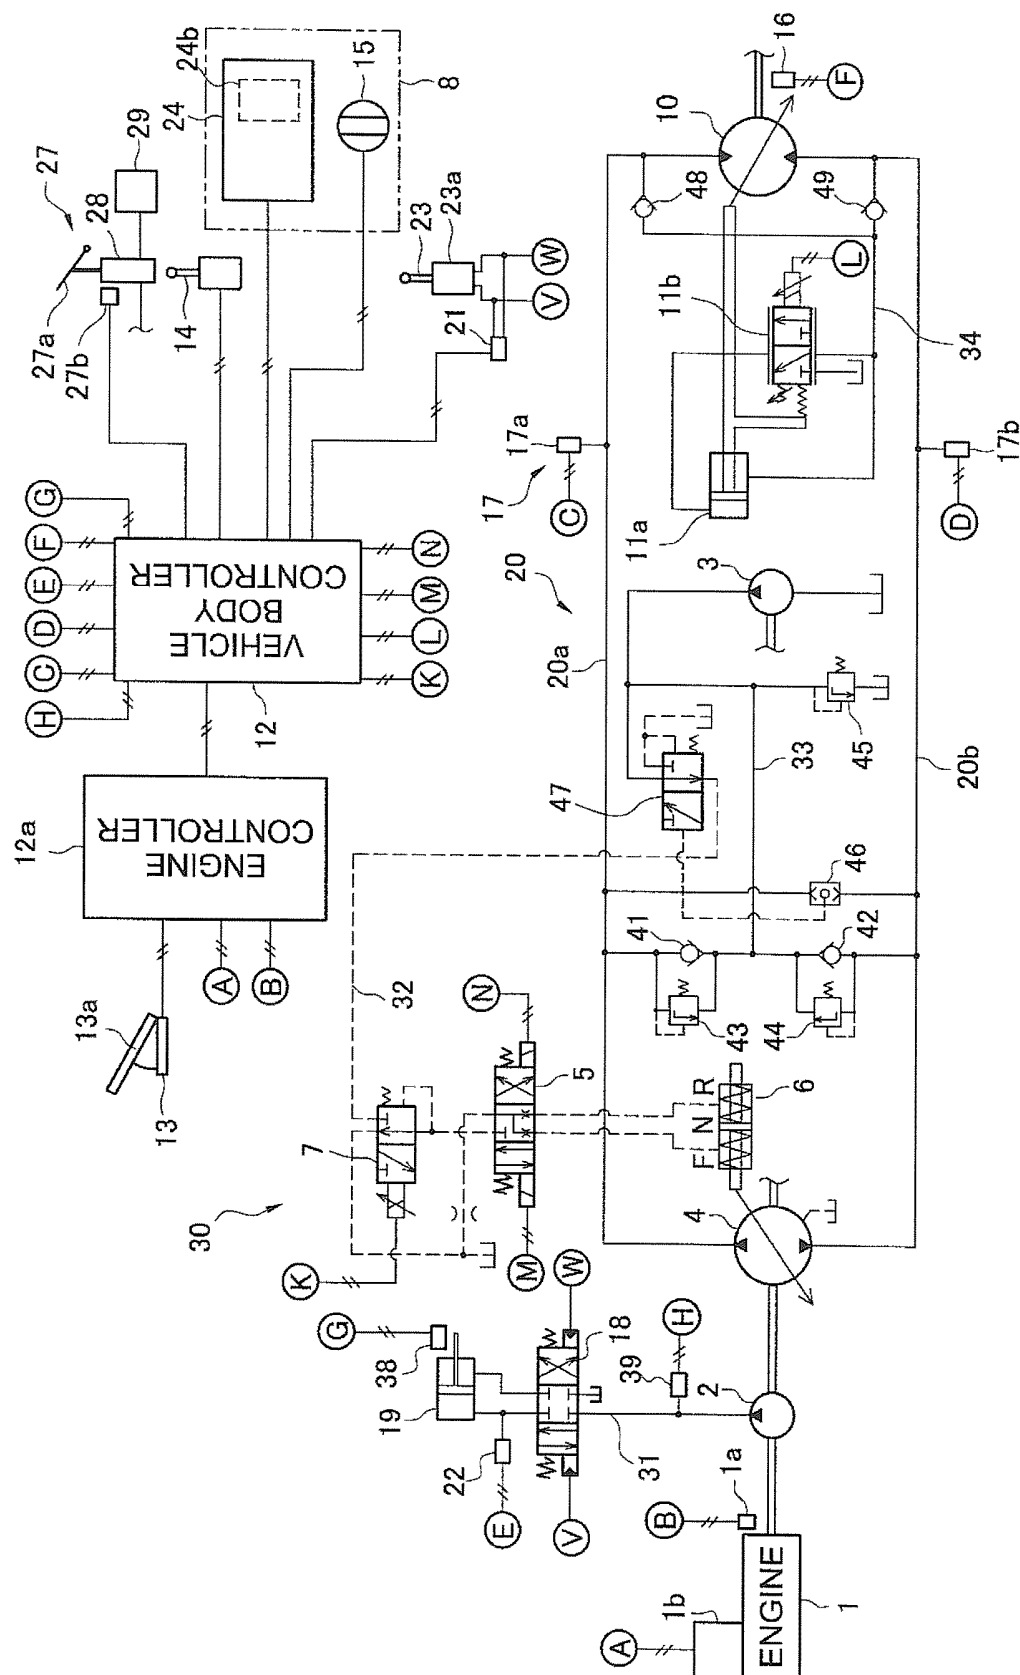 12a
H
C
D
E
F
G
27a
27
13a
27b
28
29
ENGINE
CONTROLLER
VEHICLE
BODY
CONTROLLER
13
12
14
24
24b
A
B
15
8
30
K
7
32
K
L
M
N
23
23a
G
38
19
22
E
N
21
V
W
M
5
17
17a
C
V
18
W
20
47
20a
11a
11b
48
10
16
A
1b
B
1a
31
39
H
2
4
F
N
R
6
43
41
33
3
L
F
ENGINE
1
44
42
46
45
34
49
20b
D
17b